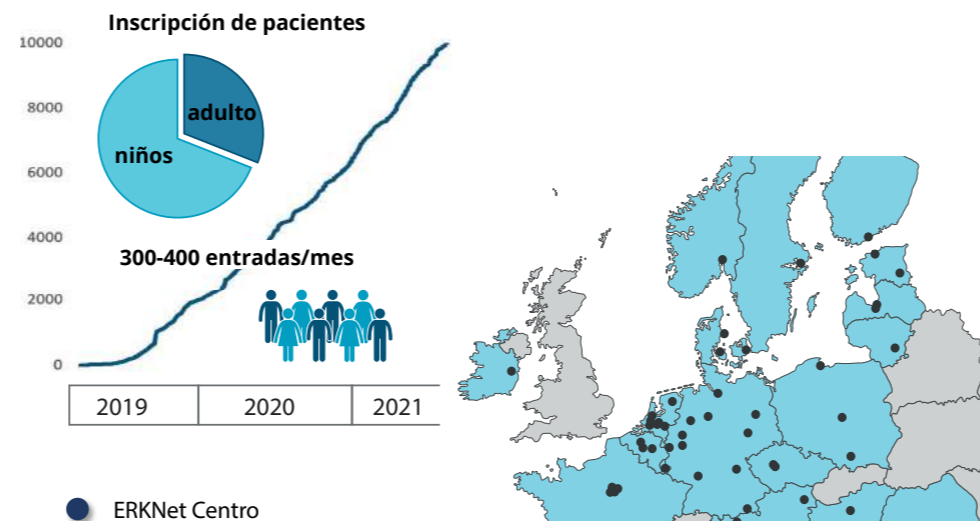 Inscripción de pacientes
10000
8000
6000
4000
2000
0
adulto
niños
300-400 entradas/mes
2019 2020 2021
ERKNet Centro